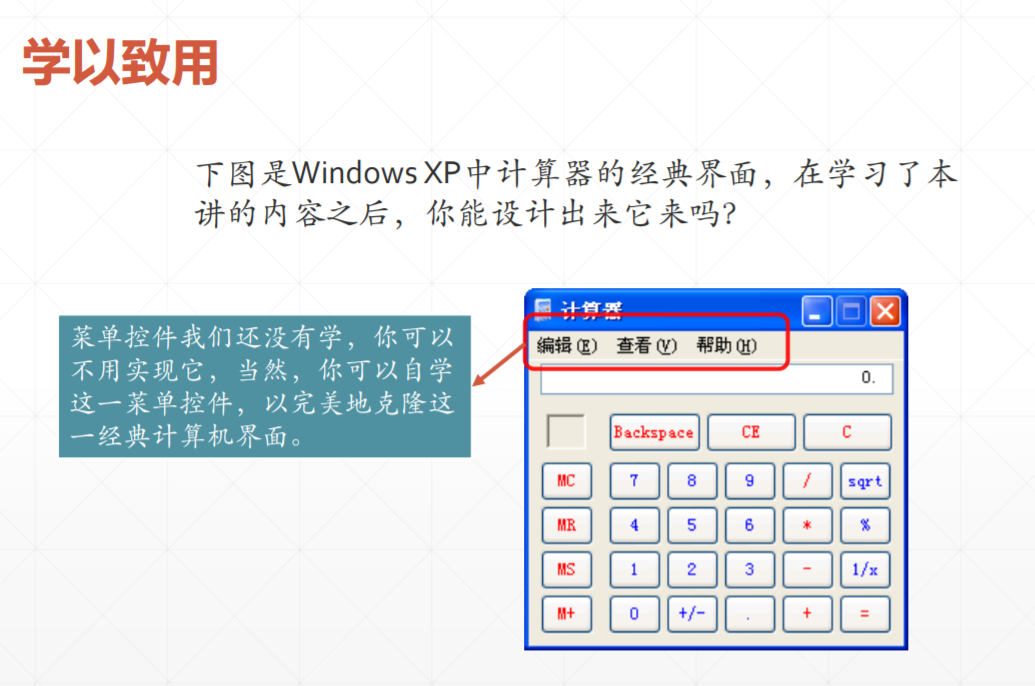 学以致用
下图是Windows XP中计算器的经典界面，在学习了本
讲的内容之后，你能设计出来它来吗？
菜单控件我们还没有学，你可以
不用实现它，当然，你可以自学
这一菜单控件，以完美地克隆这
一经典计算机界面。
计算器
编辑(E) 查看(V) 帮助(H)
0.
Backspace CE C
MC 7 8 9 / sqrt
MR 4 5 6 * %
MS 1 2 3 - 1/x
M+ 0 +/- . + =